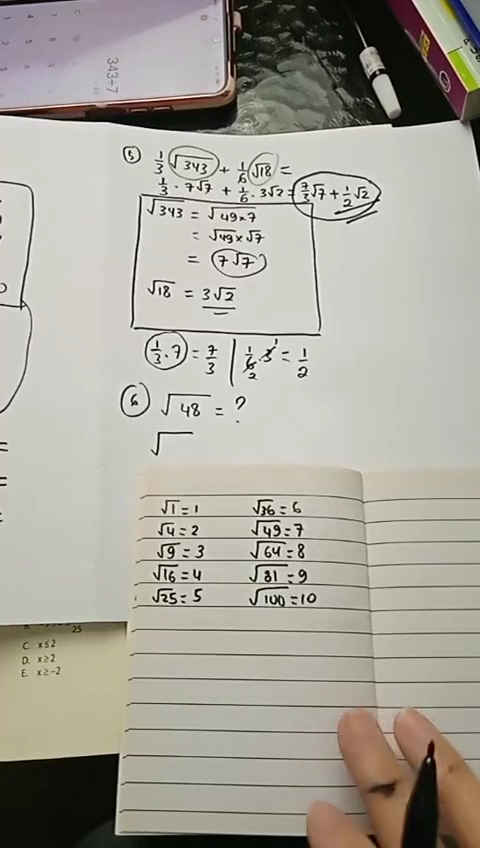 343÷7
5 1/3 √343 + 1/6 √18 =
1/3 · 7√7 + 1/6 · 3√2 = 7/3 √7 + 1/2 √2
√343 = √49×7
= √49 × √7
= 7√7
√18 = 3√2
1/3 · 7 = 7/3 | 1/6 · 3 = 1/2
2 1
6 √48 = ?
√
√1 = 1 √36 = 6
√4 = 2 √49 = 7
√9 = 3 √64 = 8
√16 = 4 √81 = 9
√25 = 5 √100 = 10
25
C. x ≤ 2
D. x ≥ 2
E. x ≥ -2